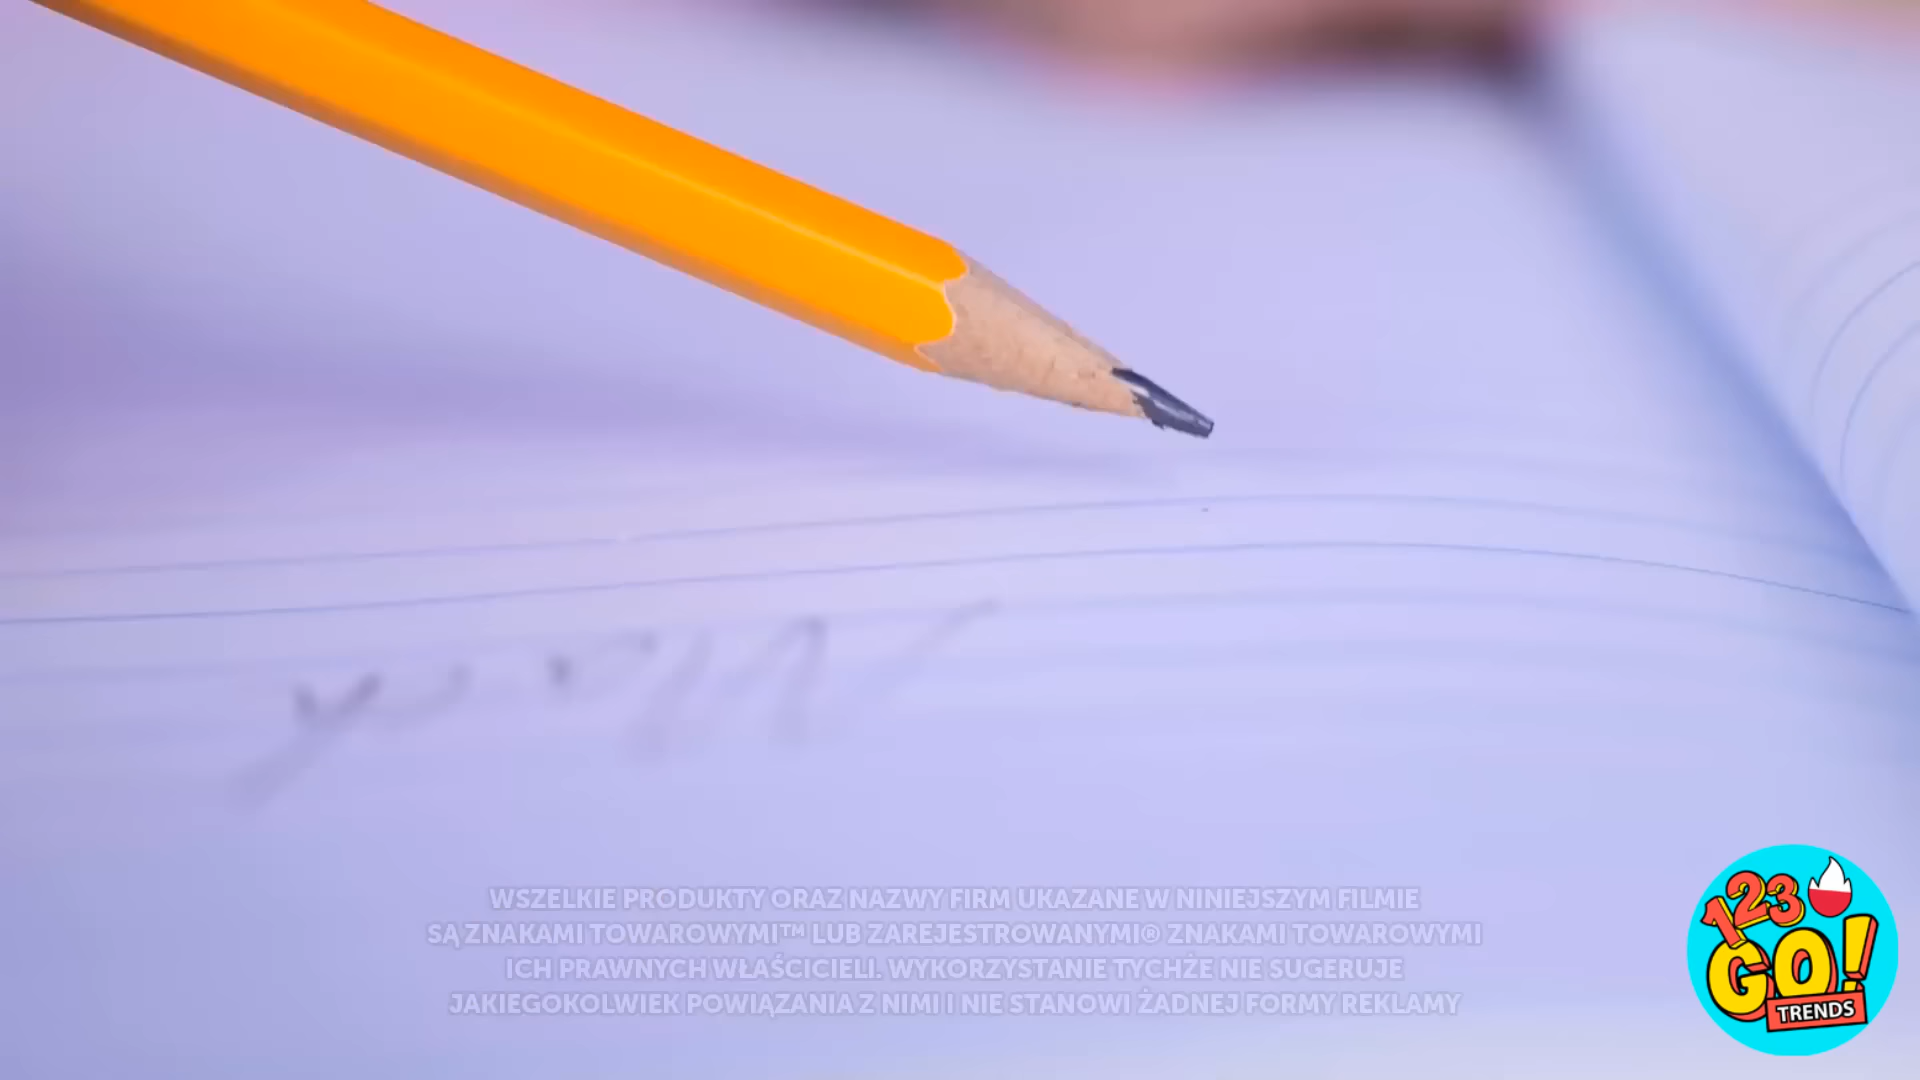 WSZELKIE PRODUKTY ORAZ NAZWY FIRM UKAZANE W NINIEJSZYM FILMIE
SĄ ZNAKAMI TOWAROWYMI™ LUB ZAREJESTROWANYMI® ZNAKAMI TOWAROWYMI
ICH PRAWNYCH WŁAŚCICIELI. WYKORZYSTANIE TYCHŻE NIE SUGERUJE
JAKIEGOKOLWIEK POWIĄZANIA Z NIMI I NIE STANOWI ŻADNEJ FORMY REKLAMY
123
GO!
TRENDS